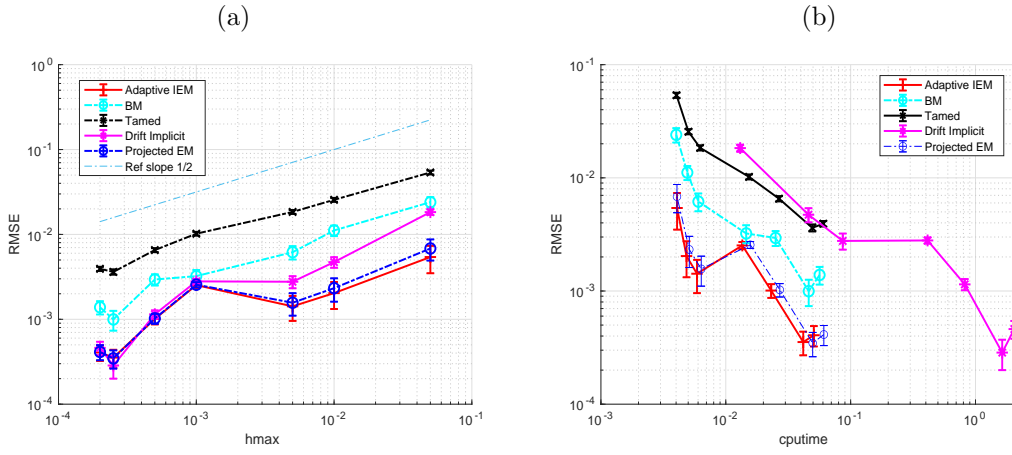 (a)
10^0
10^-1
10^-2
10^-3
10^-4
RMSE
Adaptive IEM
BM
Tamed
Drift Implicit
Projected EM
Ref slope 1/2
10^-4
10^-3
10^-2
10^-1
hmax
(b)
10^-1
10^-2
10^-3
10^-4
RMSE
Adaptive IEM
BM
Tamed
Drift Implicit
Projected EM
10^-3
10^-2
10^-1
10^0
cputime